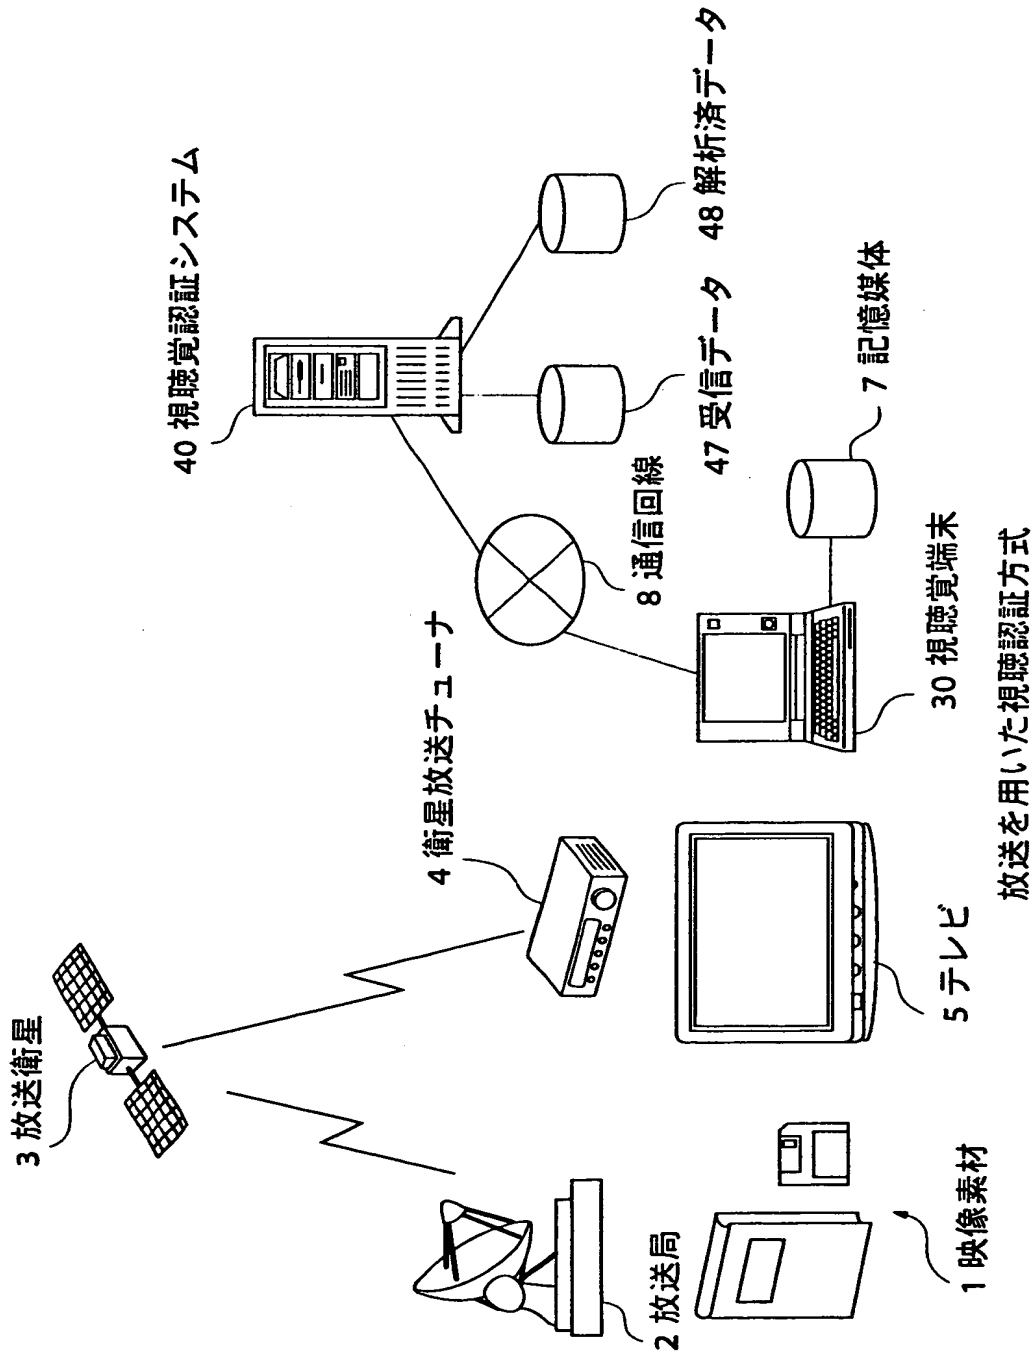 3 放送衛星
40 視聴覚認証システム
4 衛星放送チューナ
8 通信回線
47 受信データ
48 解析済データ
2 放送局
7 記憶媒体
1 映像素材
5 テレビ
30 視聴覚端末
放送を用いた視聴認証方式